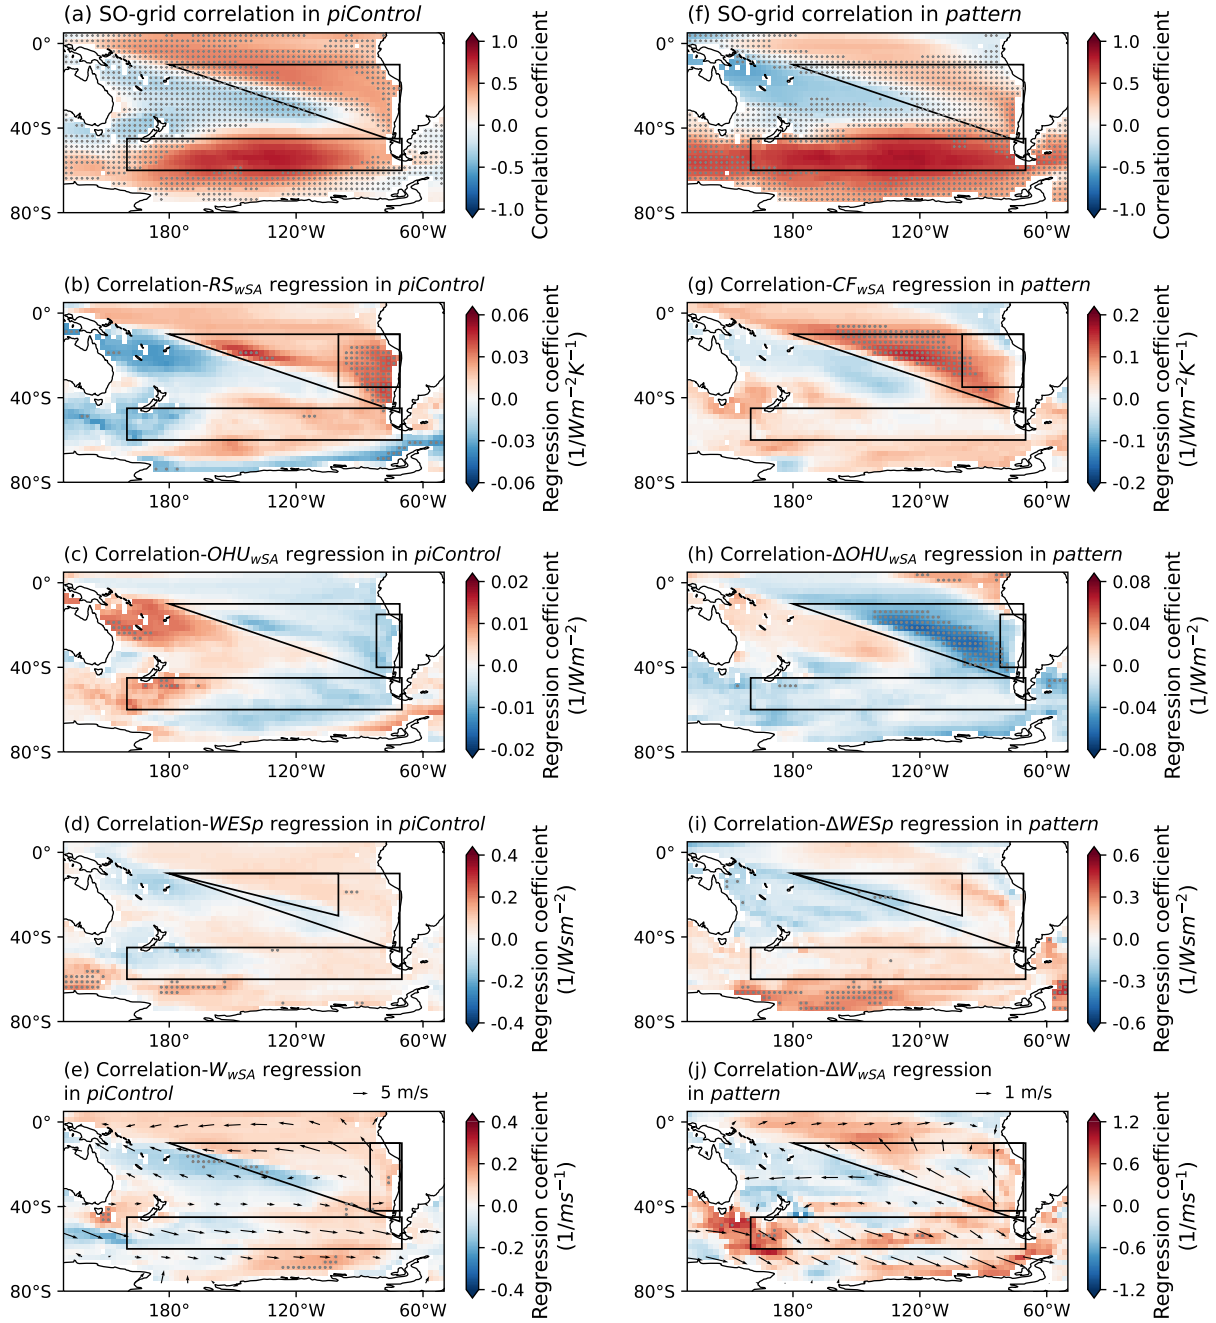 (a) SO-grid correlation in piControl
0°
40°S
80°S
180°
120°W
60°W
1.0
0.5
0.0
-0.5
-1.0
Correlation coefficient
(f) SO-grid correlation in pattern
0°
40°S
80°S
180°
120°W
60°W
1.0
0.5
0.0
-0.5
-1.0
Correlation coefficient
(b) Correlation-RSwSA regression in piControl
0°
40°S
80°S
180°
120°W
60°W
0.06
0.03
0.00
-0.03
-0.06
Regression coefficient
(1/Wm⁻²K⁻¹)
(g) Correlation-CFwSA regression in pattern
0°
40°S
80°S
180°
120°W
60°W
0.2
0.1
0.0
-0.1
-0.2
Regression coefficient
(1/Wm⁻²K⁻¹)
(c) Correlation-OHUwSA regression in piControl
0°
40°S
80°S
180°
120°W
60°W
0.02
0.01
0.00
-0.01
-0.02
Regression coefficient
(1/Wm⁻²)
(h) Correlation-ΔOHUwSA regression in pattern
0°
40°S
80°S
180°
120°W
60°W
0.08
0.04
0.00
-0.04
-0.08
Regression coefficient
(1/Wm⁻²)
(d) Correlation-WESp regression in piControl
0°
40°S
80°S
180°
120°W
60°W
0.4
0.2
0.0
-0.2
-0.4
Regression coefficient
(1/Wsm⁻²)
(i) Correlation-ΔWESp regression in pattern
0°
40°S
80°S
180°
120°W
60°W
0.6
0.3
0.0
-0.3
-0.6
Regression coefficient
(1/Wsm⁻²)
(e) Correlation-WwSA regression
in piControl
5 m/s
0°
40°S
80°S
180°
120°W
60°W
0.4
0.2
0.0
-0.2
-0.4
Regression coefficient
(1/ms⁻¹)
(j) Correlation-ΔWwSA regression
in pattern
1 m/s
0°
40°S
80°S
180°
120°W
60°W
1.2
0.6
0.0
-0.6
-1.2
Regression coefficient
(1/ms⁻¹)